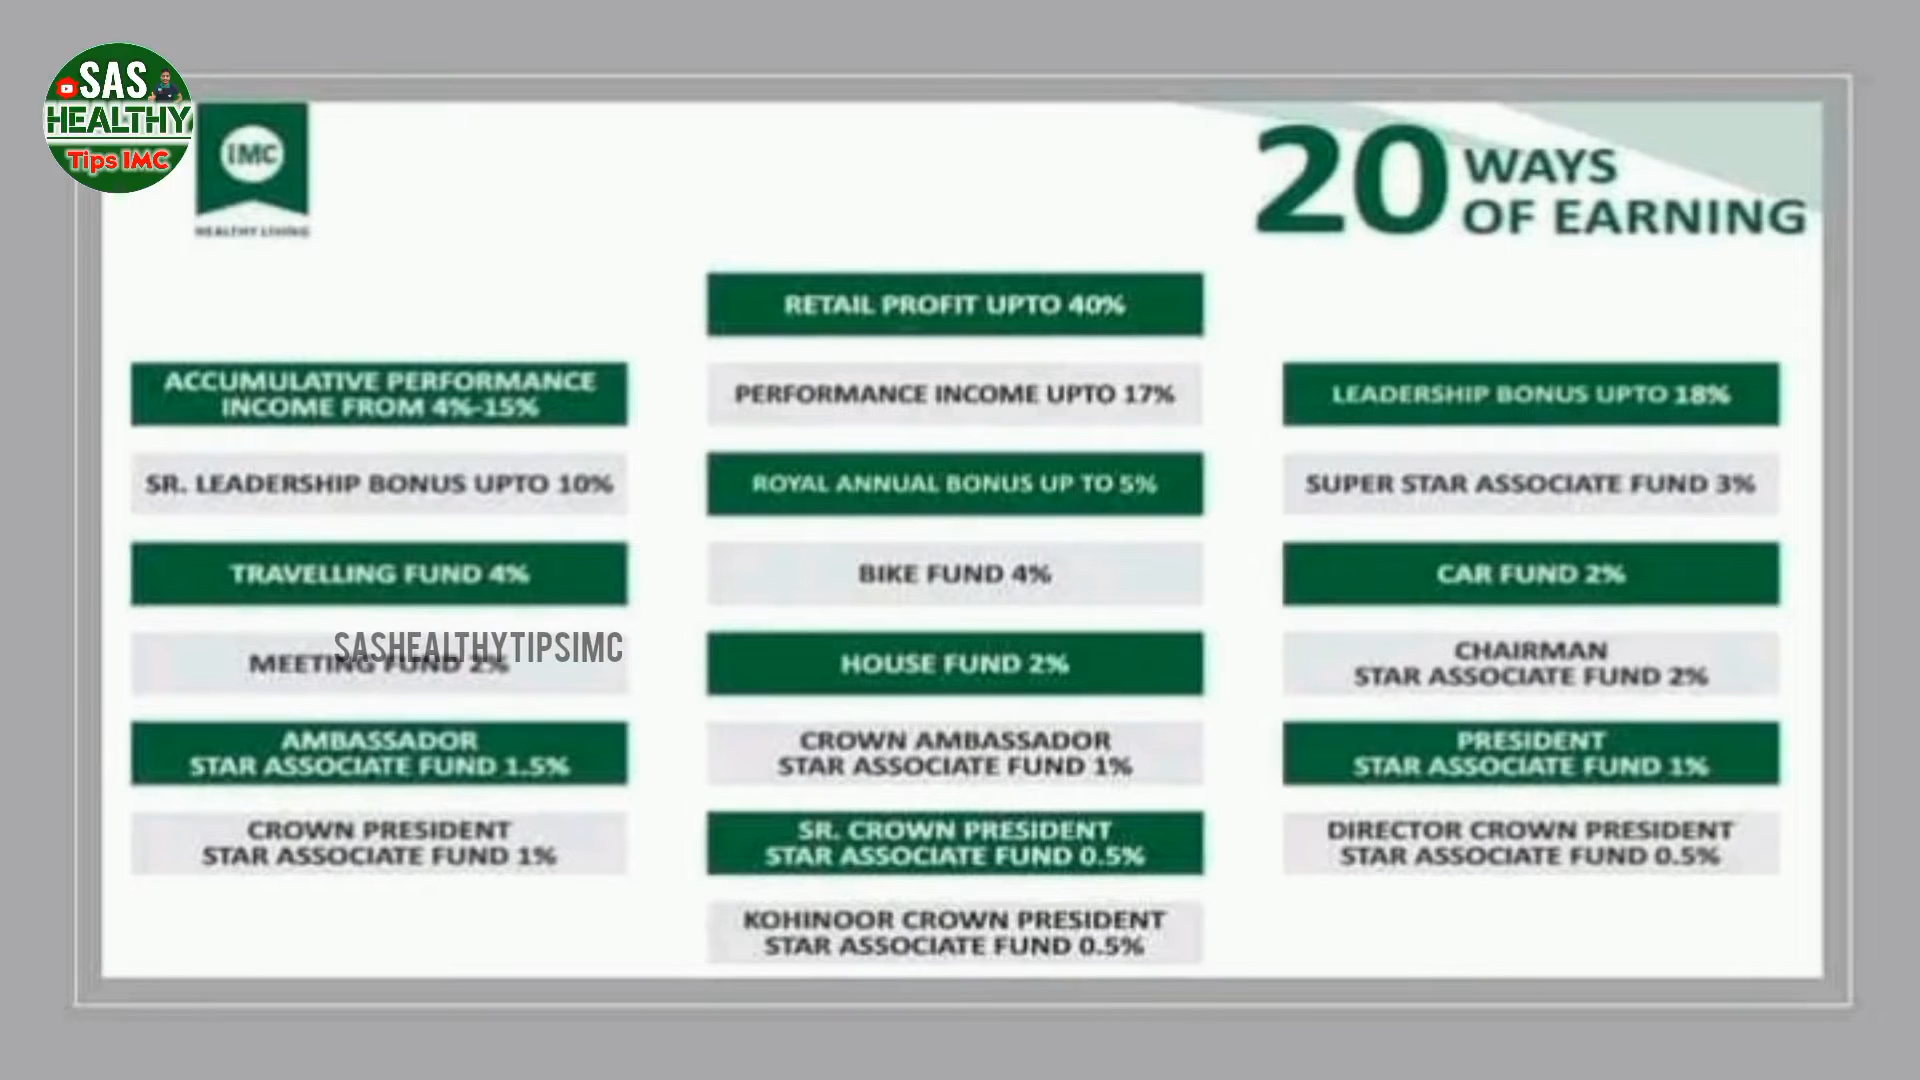 SAS
HEALTHY
Tips IMC
IMC
HEALTHY LIVING
20 WAYS
OF EARNING
RETAIL PROFIT UPTO 40%
ACCUMULATIVE PERFORMANCE
INCOME FROM 4%-15%
PERFORMANCE INCOME UPTO 17%
LEADERSHIP BONUS UPTO 18%
SR. LEADERSHIP BONUS UPTO 10%
ROYAL ANNUAL BONUS UP TO 5%
SUPER STAR ASSOCIATE FUND 3%
TRAVELLING FUND 4%
BIKE FUND 4%
CAR FUND 2%
SASHEALTHYTIPSIMC
MEETING FUND 2%
HOUSE FUND 2%
CHAIRMAN
STAR ASSOCIATE FUND 2%
AMBASSADOR
STAR ASSOCIATE FUND 1.5%
CROWN AMBASSADOR
STAR ASSOCIATE FUND 1%
PRESIDENT
STAR ASSOCIATE FUND 1%
CROWN PRESIDENT
STAR ASSOCIATE FUND 1%
SR. CROWN PRESIDENT
STAR ASSOCIATE FUND 0.5%
DIRECTOR CROWN PRESIDENT
STAR ASSOCIATE FUND 0.5%
KOHINOOR CROWN PRESIDENT
STAR ASSOCIATE FUND 0.5%